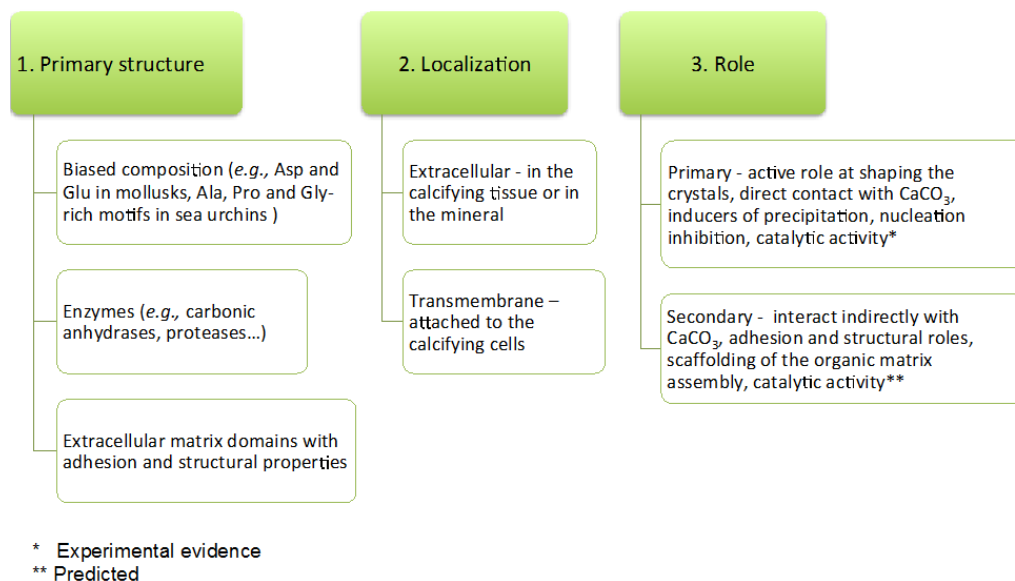 1. Primary structure
Biased composition (e.g., Asp and
Glu in mollusks, Ala, Pro and Gly-
rich motifs in sea urchins )
Enzymes (e.g., carbonic
anhydrases, proteases…)
Extracellular matrix domains with
adhesion and structural properties
2. Localization
Extracellular - in the
calcifying tissue or in
the mineral
Transmembrane –
attached to the
calcifying cells
3. Role
Primary - active role at shaping the
crystals, direct contact with CaCO₃,
inducers of precipitation, nucleation
inhibition, catalytic activity*
Secondary - interact indirectly with
CaCO₃, adhesion and structural roles,
scaffolding of the organic matrix
assembly, catalytic activity**
* Experimental evidence
** Predicted